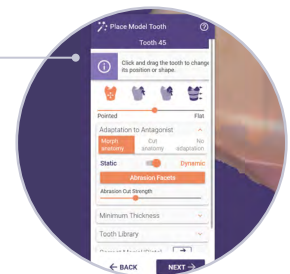 Place Model Tooth
Tooth 45
Click and drag the tooth to change
its position or shape.
Pointed Flat
Adaptation to Antagonist
Morph anatomy
Cut anatomy
No adaptation
Static Dynamic
Abrasion Facets
Abrasion Cut Strength
Minimum Thickness
Tooth Library
BACK NEXT